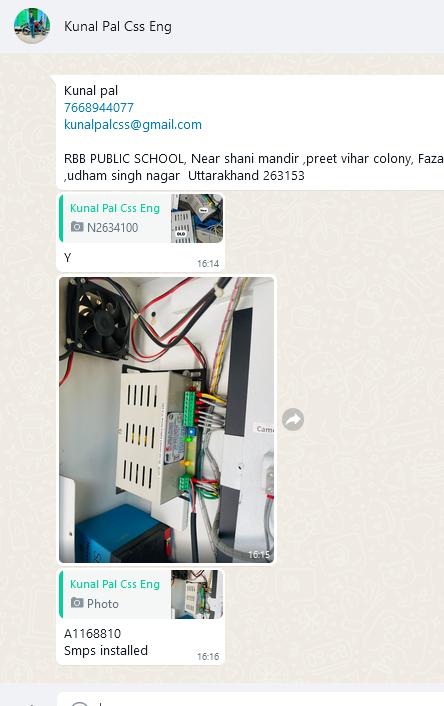 Kunal Pal Css Eng
Kunal pal
7668944077
kunalpalcss@gmail.com
RBB PUBLIC SCHOOL, Near shani mandir ,preet vihar colony, Faza
,udham singh nagar  Uttarakhand 263153
Kunal Pal Css Eng
N2634100
OLD
Y
16:14
Came
16:15
Kunal Pal Css Eng
Photo
A1168810
Smps installed
16:16